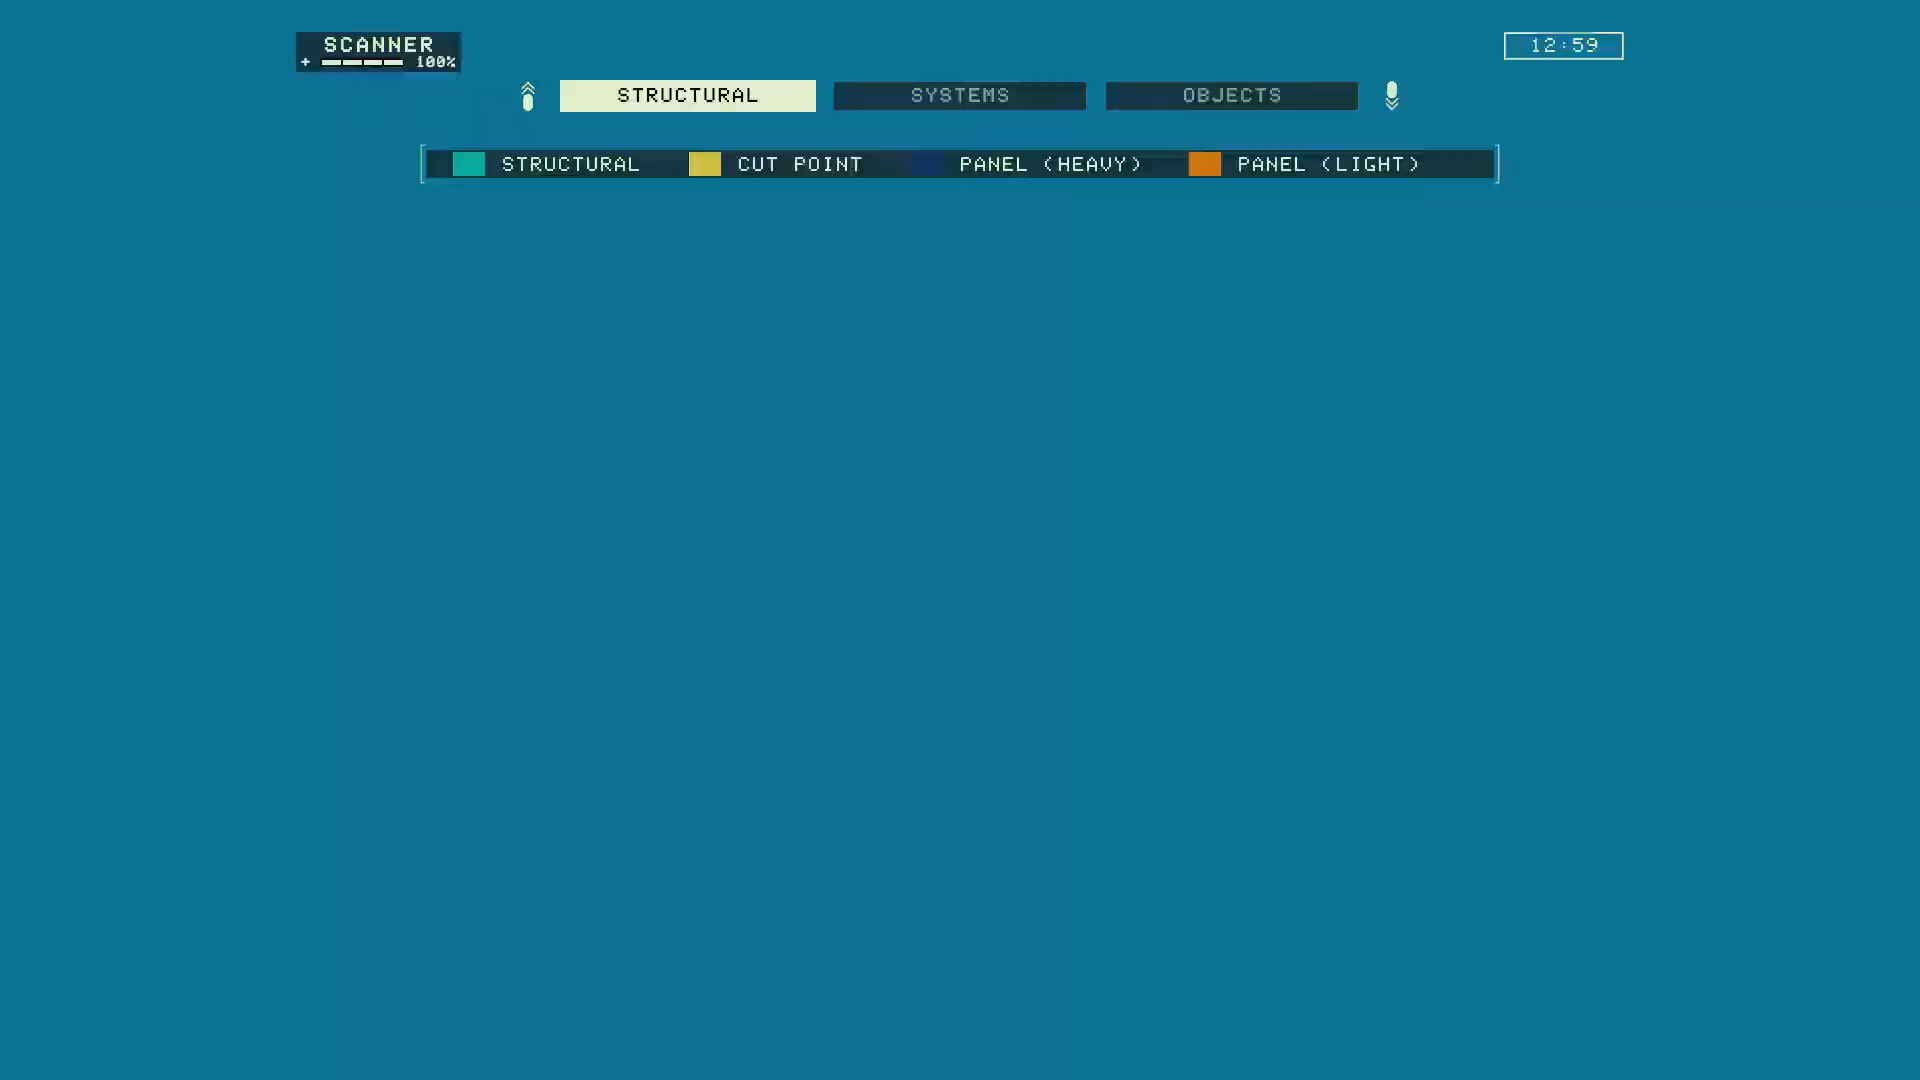 SCANNER
+ 100%
12:59
STRUCTURAL SYSTEMS OBJECTS
STRUCTURAL CUT POINT PANEL (HEAVY) PANEL (LIGHT)